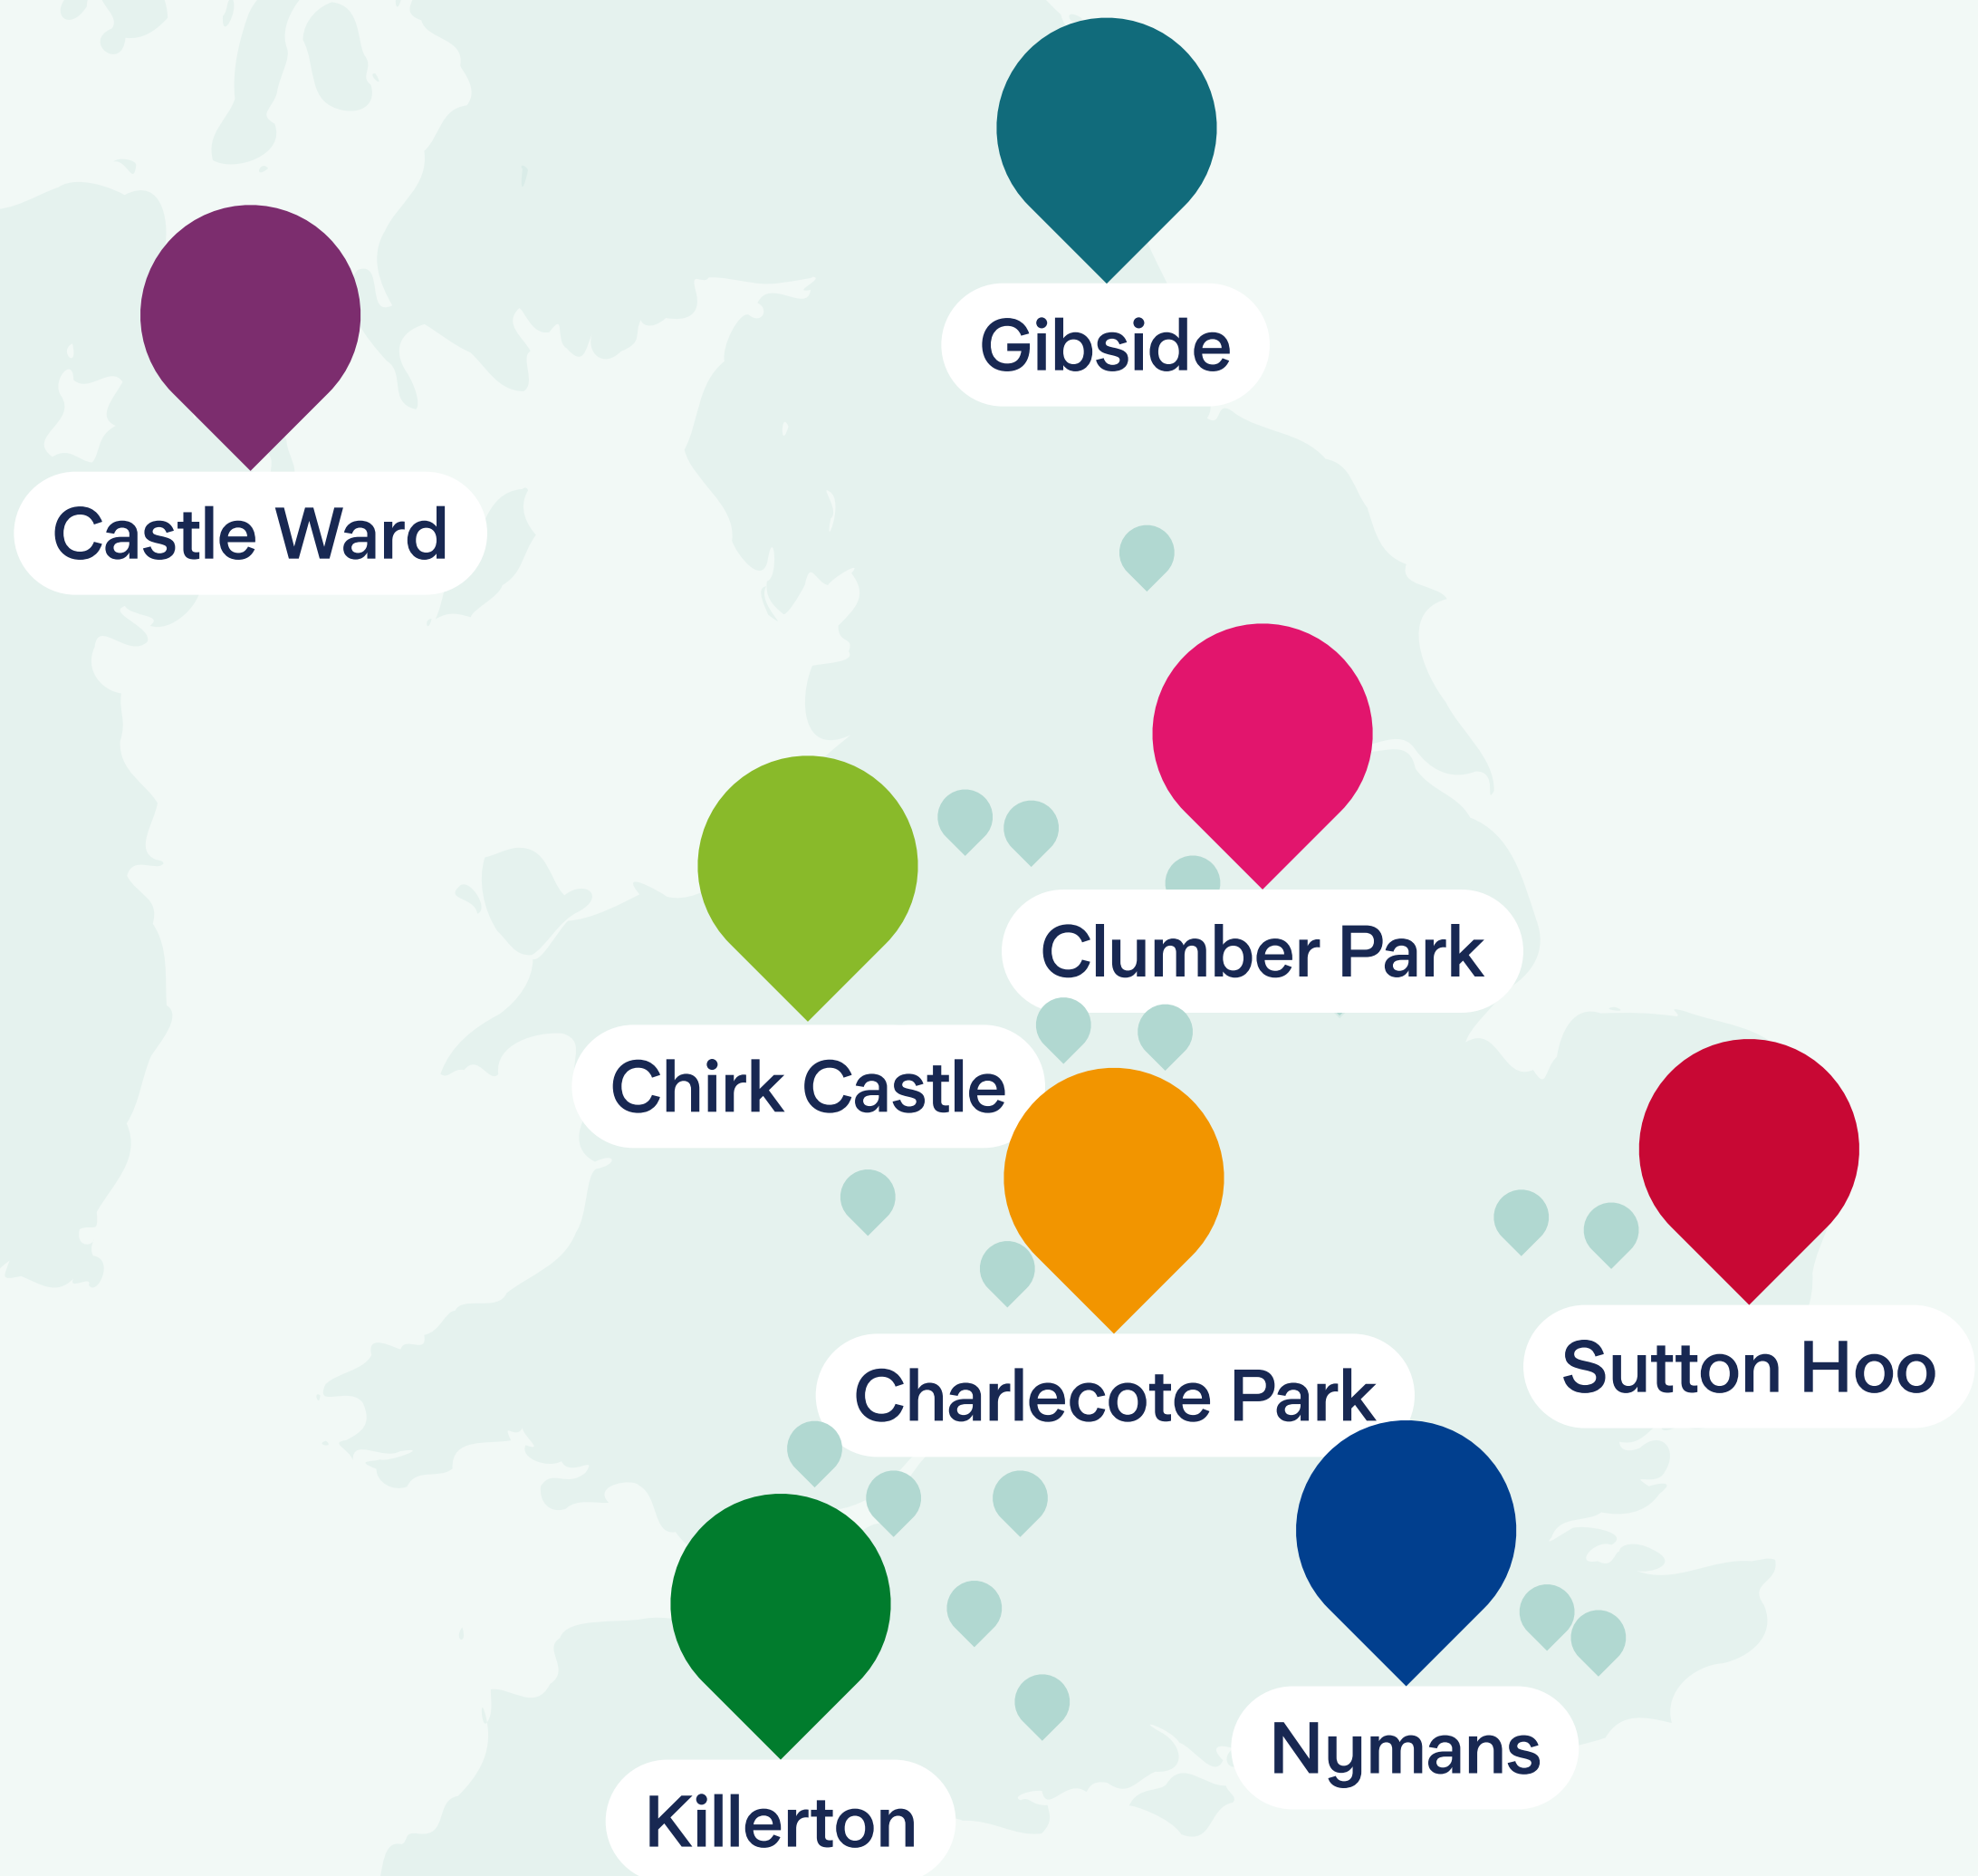 Gibside
Castle Ward
Clumber Park
Chirk Castle
Sutton Hoo
Charlecote Park
Nymans
Killerton